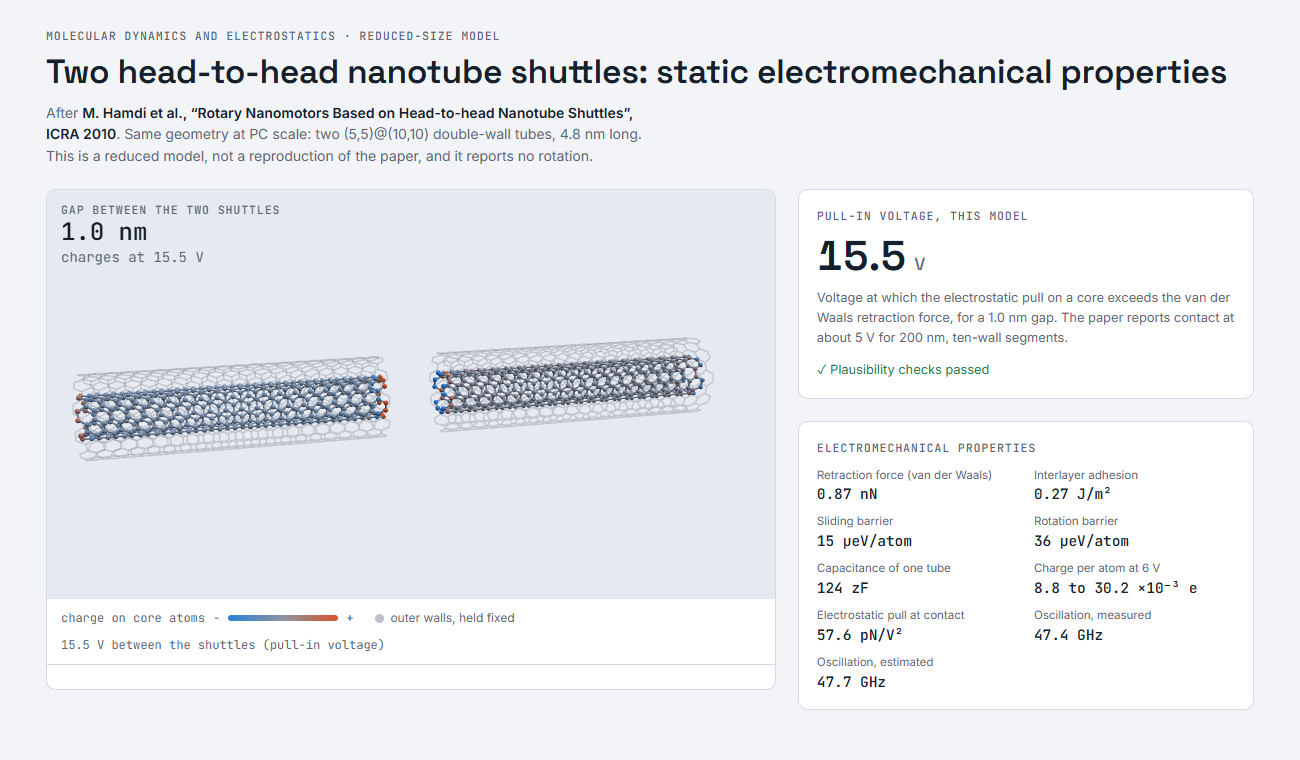 MOLECULAR DYNAMICS AND ELECTROSTATICS · REDUCED-SIZE MODEL
Two head-to-head nanotube shuttles: static electromechanical properties
After M. Hamdi et al., “Rotary Nanomotors Based on Head-to-head Nanotube Shuttles”,
ICRA 2010. Same geometry at PC scale: two (5,5)@(10,10) double-wall tubes, 4.8 nm long.
This is a reduced model, not a reproduction of the paper, and it reports no rotation.
GAP BETWEEN THE TWO SHUTTLES
1.0 nm
charges at 15.5 V
charge on core atoms - + outer walls, held fixed
15.5 V between the shuttles (pull-in voltage)
PULL-IN VOLTAGE, THIS MODEL
15.5 V
Voltage at which the electrostatic pull on a core exceeds the van der
Waals retraction force, for a 1.0 nm gap. The paper reports contact at
about 5 V for 200 nm, ten-wall segments.
✓ Plausibility checks passed
ELECTROMECHANICAL PROPERTIES
Retraction force (van der Waals)
0.87 nN
Interlayer adhesion
0.27 J/m²
Sliding barrier
15 µeV/atom
Rotation barrier
36 µeV/atom
Capacitance of one tube
124 zF
Charge per atom at 6 V
8.8 to 30.2 ×10⁻³ e
Electrostatic pull at contact
57.6 pN/V²
Oscillation, measured
47.4 GHz
Oscillation, estimated
47.7 GHz